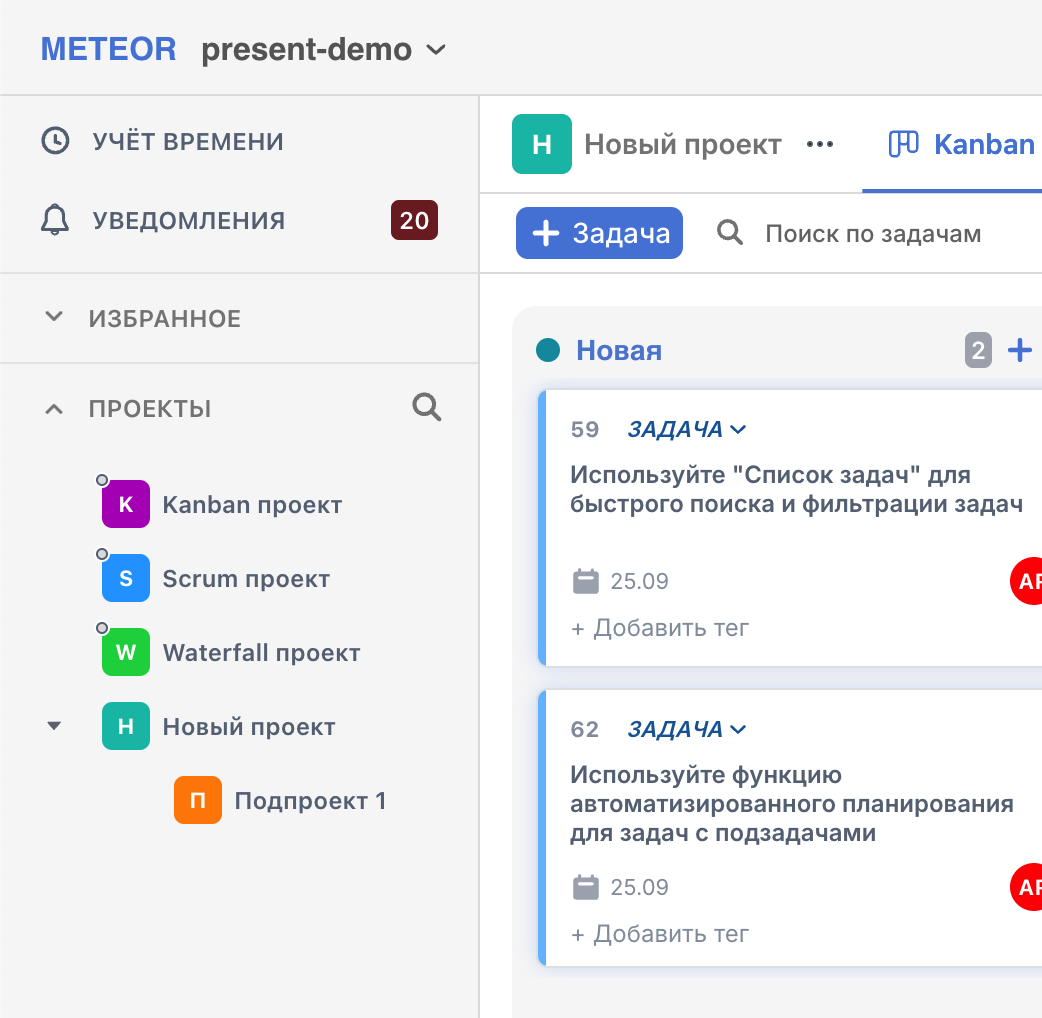 METEOR present-demo
УЧЁТ ВРЕМЕНИ
УВЕДОМЛЕНИЯ 20
ИЗБРАННОЕ
ПРОЕКТЫ
K Kanban проект
S Scrum проект
W Waterfall проект
Н Новый проект
П Подпроект 1
Н Новый проект ••• Kanban
+ Задача Поиск по задачам
Новая 2 +
59 ЗАДАЧА
Используйте "Список задач" для
быстрого поиска и фильтрации задач
25.09
+ Добавить тег
62 ЗАДАЧА
Используйте функцию
автоматизированного планирования
для задач с подзадачами
25.09
+ Добавить тег